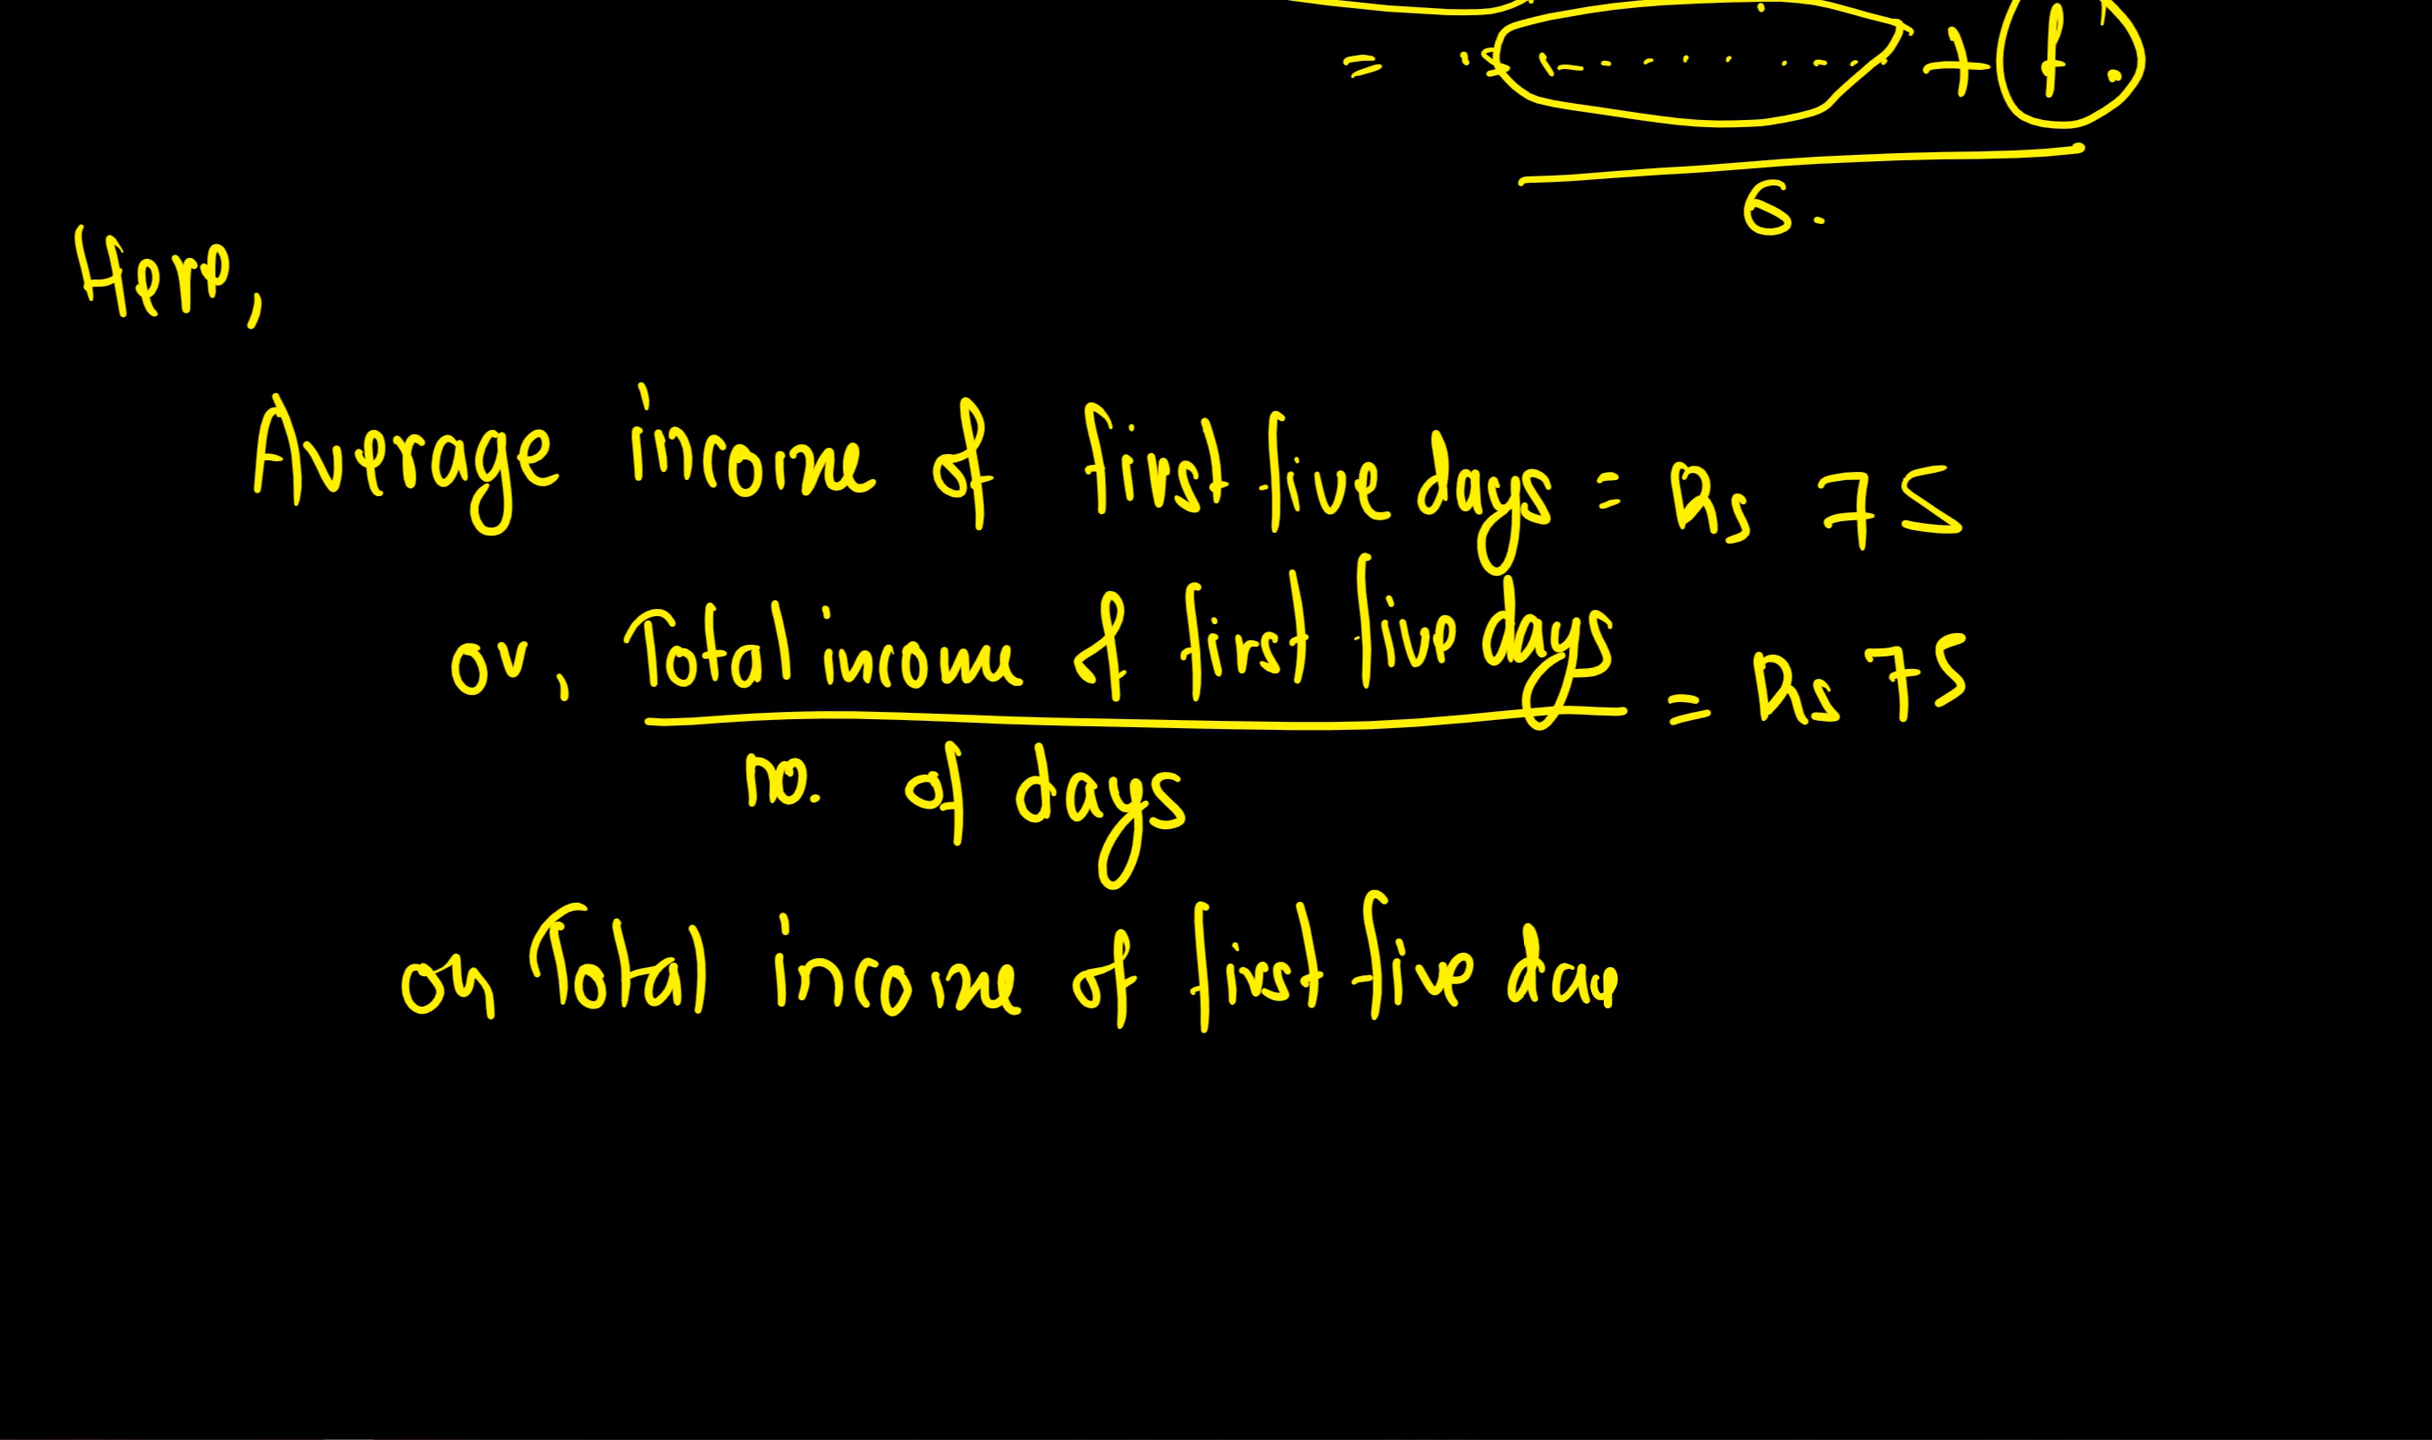 = ........ + f.
6.
Here,
Average income of first five days = Rs 75
or, Total income of first five days = Rs 75
no. of days
or, Total income of first five day